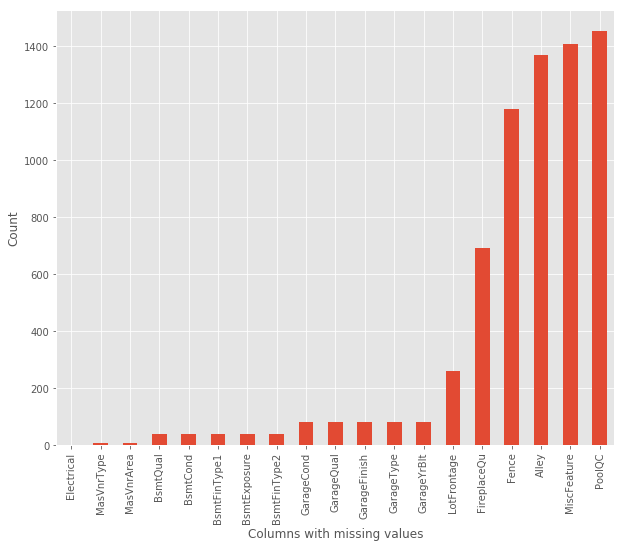 1400
1200
1000
800
600
400
200
0
Count
Electrical
MasVnrType
MasVnrArea
BsmtQual
BsmtCond
BsmtFinType1
BsmtExposure
BsmtFinType2
GarageCond
GarageQual
GarageFinish
GarageType
GarageYrBlt
LotFrontage
FireplaceQu
Fence
Alley
MiscFeature
PoolQC
Columns with missing values